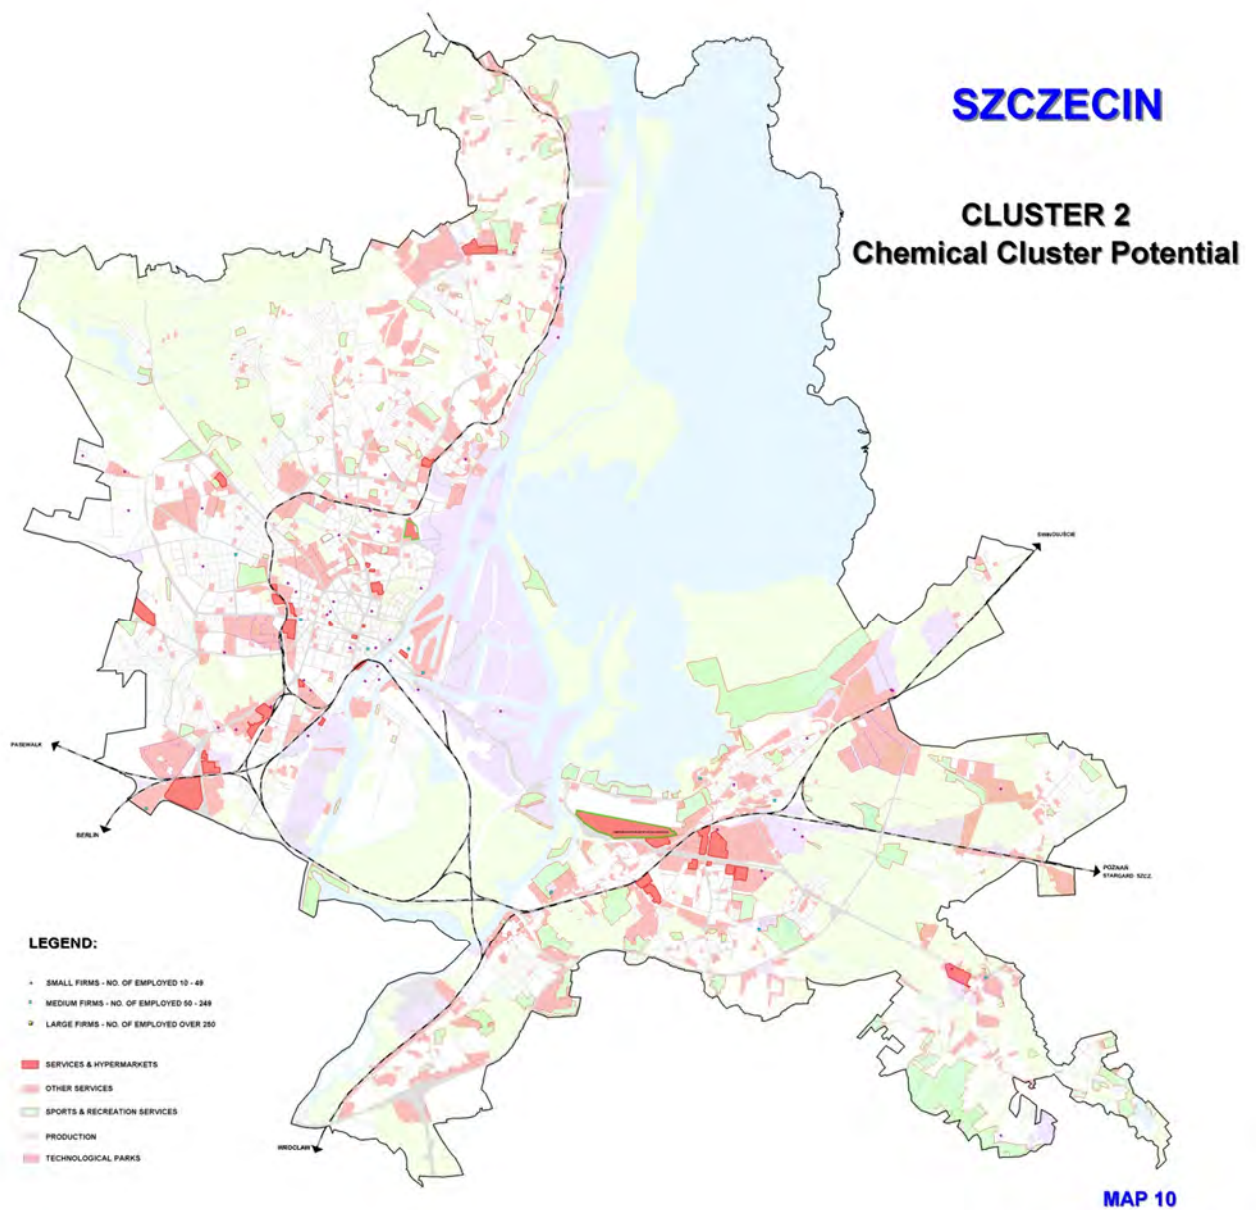 SZCZECIN
CLUSTER 2
Chemical Cluster Potential
ŚWINOUJŚCIE
PASEWALK
BERLIN
POZNAŃ
STARGARD SZCZ.
WROCŁAW
LEGEND:
SMALL FIRMS - NO. OF EMPLOYED 10 - 49
MEDIUM FIRMS - NO. OF EMPLOYED 50 - 249
LARGE FIRMS - NO. OF EMPLOYED OVER 250
SERVICES & HYPERMARKETS
OTHER SERVICES
SPORTS & RECREATION SERVICES
PRODUCTION
TECHNOLOGICAL PARKS
MAP 10